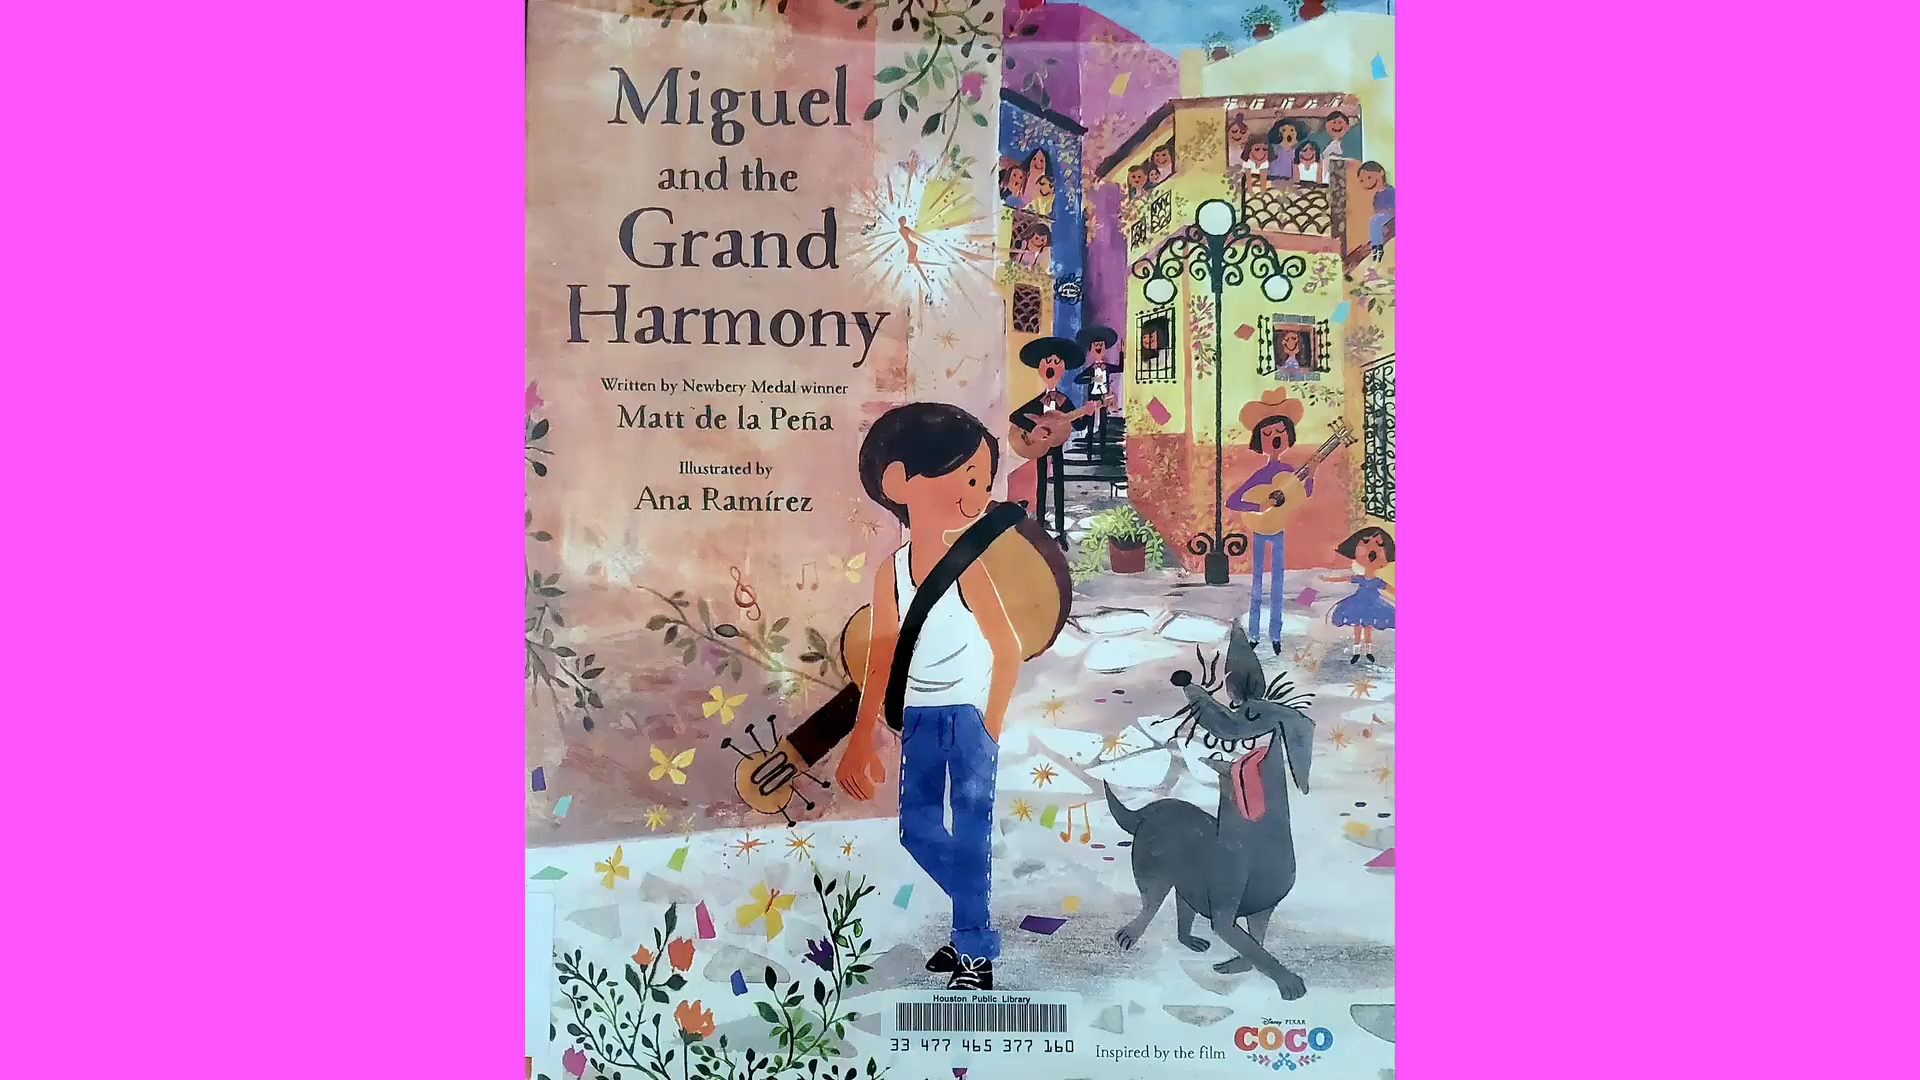 Miguel
and the
Grand
Harmony
Written by Newbery Medal winner
Matt de la Peña
Illustrated by
Ana Ramírez
Houston Public Library
33 477 465 377 160
Inspired by the film
Disney PIXAR
COCO